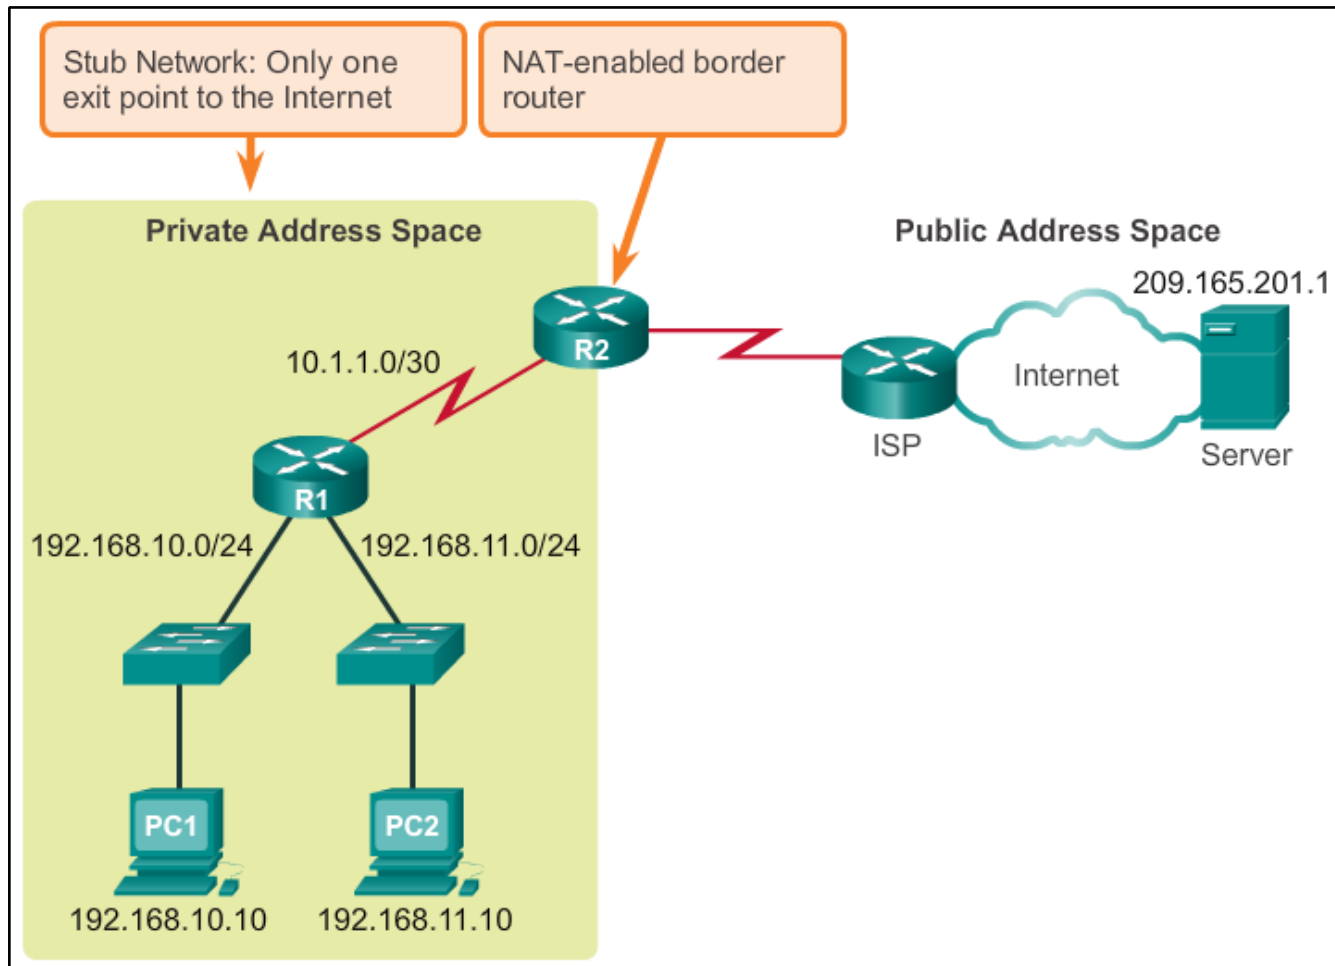 Stub Network: Only one
exit point to the Internet
NAT-enabled border
router
Private Address Space
Public Address Space
209.165.201.1
R2
10.1.1.0/30
Internet
ISP
Server
R1
192.168.10.0/24
192.168.11.0/24
PC1
PC2
192.168.10.10
192.168.11.10